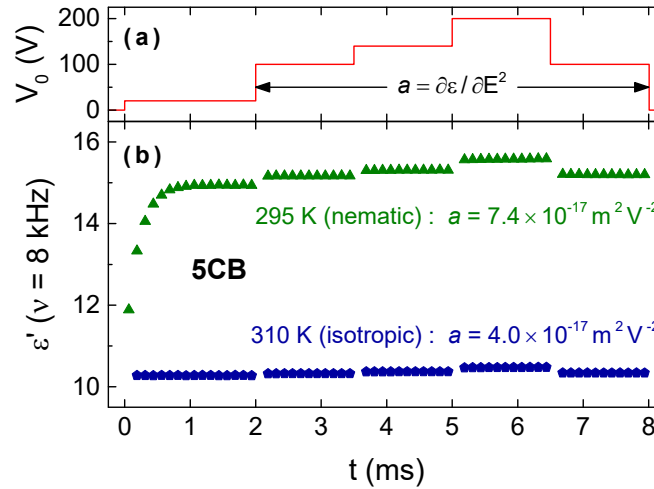 200
(a)
100
a = ∂ε / ∂E²
0
V₀ (V)
16
(b)
14
295 K (nematic) : a = 7.4 × 10⁻¹⁷ m² V⁻²
5CB
12
310 K (isotropic) : a = 4.0 × 10⁻¹⁷ m² V⁻²
10
ε' (ν = 8 kHz)
0 1 2 3 4 5 6 7 8
t (ms)